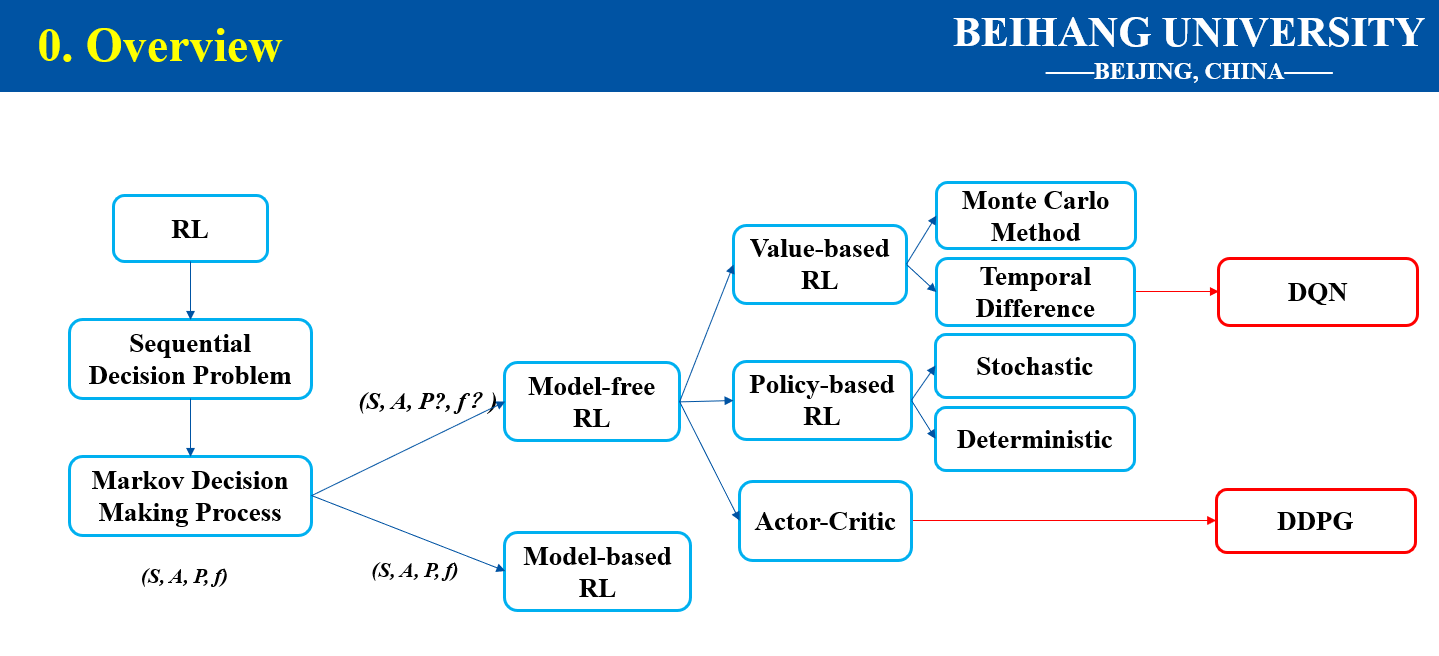 0. Overview
BEIHANG UNIVERSITY
——BEIJING, CHINA——
RL
Sequential
Decision Problem
Markov Decision
Making Process
(S, A, P, f)
(S, A, P?, f？)
(S, A, P, f)
Model-free
RL
Model-based
RL
Value-based
RL
Policy-based
RL
Actor-Critic
Monte Carlo
Method
Temporal
Difference
Stochastic
Deterministic
DQN
DDPG